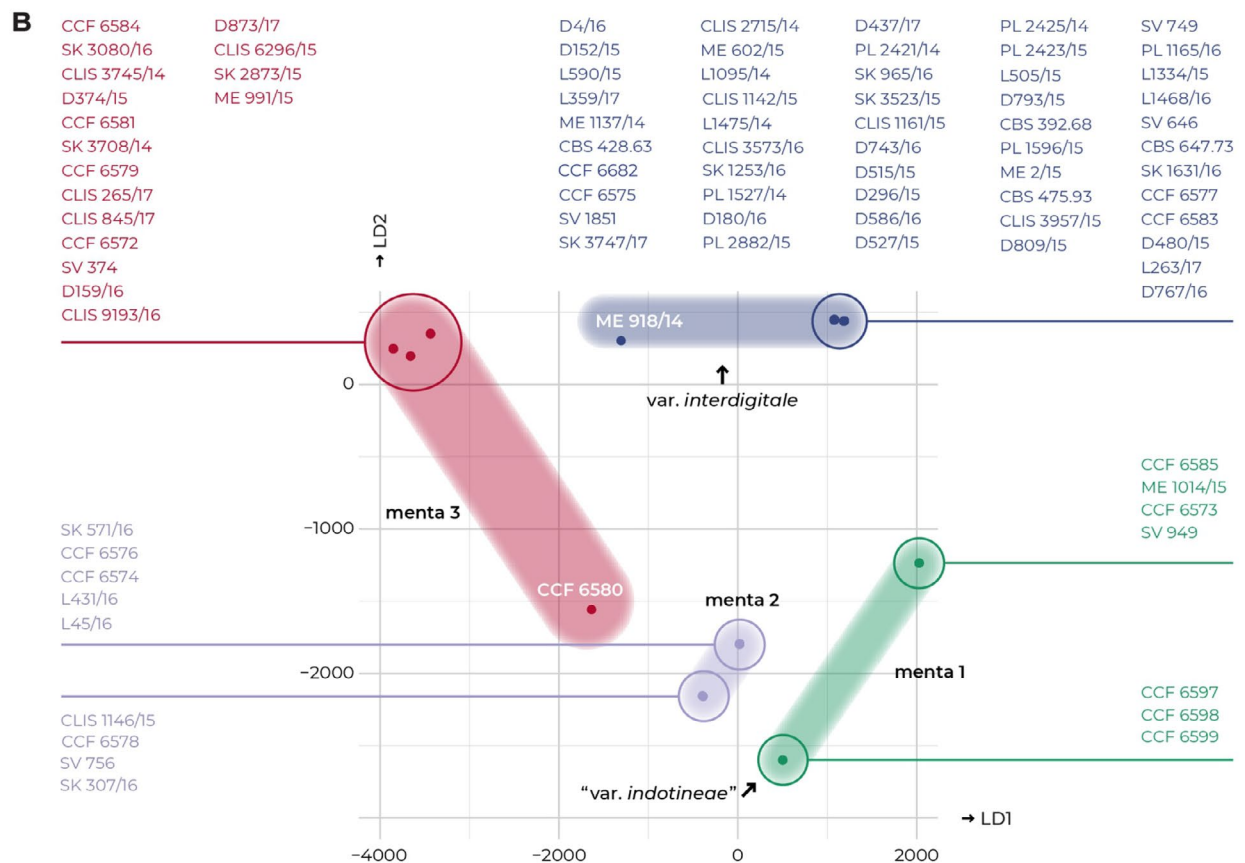 B
CCF 6584
SK 3080/16
CLIS 3745/14
D374/15
CCF 6581
SK 3708/14
CCF 6579
CLIS 265/17
CLIS 845/17
CCF 6572
SV 374
D159/16
CLIS 9193/16
D873/17
CLIS 6296/15
SK 2873/15
ME 991/15
D4/16
D152/15
L590/15
L359/17
ME 1137/14
CBS 428.63
CCF 6682
CCF 6575
SV 1851
SK 3747/17
CLIS 2715/14
ME 602/15
L1095/14
CLIS 1142/15
L1475/14
CLIS 3573/16
SK 1253/16
PL 1527/14
D180/16
PL 2882/15
D437/17
PL 2421/14
SK 965/16
SK 3523/15
CLIS 1161/15
D743/16
D515/15
D296/15
D586/16
D527/15
PL 2425/14
PL 2423/15
L505/15
D793/15
CBS 392.68
PL 1596/15
ME 2/15
CBS 475.93
CLIS 3957/15
D809/15
SV 749
PL 1165/16
L1334/15
L1468/16
SV 646
CBS 647.73
SK 1631/16
CCF 6577
CCF 6583
D480/15
L263/17
D767/16
→ LD2
ME 918/14
0
var. interdigitale
menta 3
−1000
CCF 6585
ME 1014/15
CCF 6573
SV 949
SK 571/16
CCF 6576
CCF 6574
L431/16
L45/16
CCF 6580
menta 2
−2000
menta 1
CLIS 1146/15
CCF 6578
SV 756
SK 307/16
CCF 6597
CCF 6598
CCF 6599
“var. indotineae”
→ LD1
−4000
−2000
0
2000